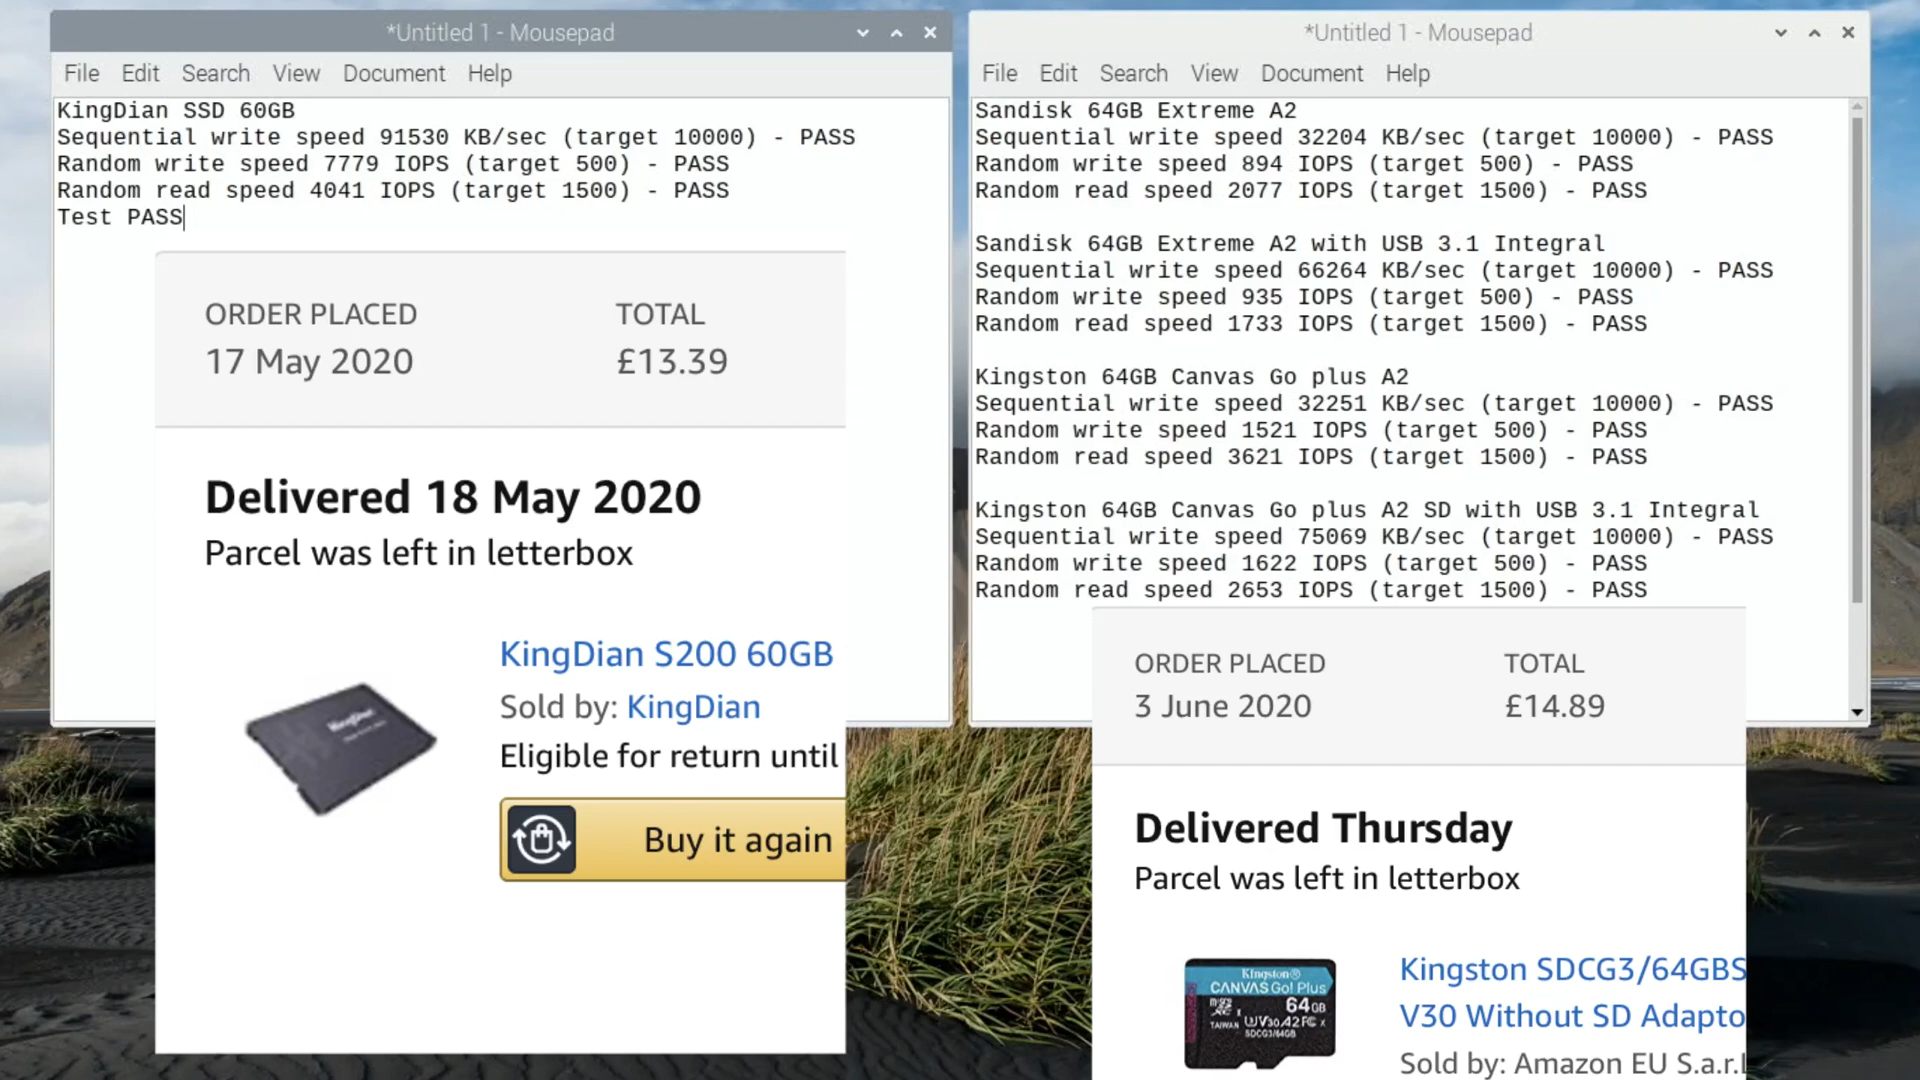 *Untitled 1 - Mousepad
File Edit Search View Document Help
KingDian SSD 60GB
Sequential write speed 91530 KB/sec (target 10000) - PASS
Random write speed 7779 IOPS (target 500) - PASS
Random read speed 4041 IOPS (target 1500) - PASS
Test PASS
ORDER PLACED TOTAL
17 May 2020 £13.39
Delivered 18 May 2020
Parcel was left in letterbox
KingDian S200 60GB
Sold by: KingDian
Eligible for return until
Buy it again
KingDian
*Untitled 1 - Mousepad
File Edit Search View Document Help
Sandisk 64GB Extreme A2
Sequential write speed 32204 KB/sec (target 10000) - PASS
Random write speed 894 IOPS (target 500) - PASS
Random read speed 2077 IOPS (target 1500) - PASS
Sandisk 64GB Extreme A2 with USB 3.1 Integral
Sequential write speed 66264 KB/sec (target 10000) - PASS
Random write speed 935 IOPS (target 500) - PASS
Random read speed 1733 IOPS (target 1500) - PASS
Kingston 64GB Canvas Go plus A2
Sequential write speed 32251 KB/sec (target 10000) - PASS
Random write speed 1521 IOPS (target 500) - PASS
Random read speed 3621 IOPS (target 1500) - PASS
Kingston 64GB Canvas Go plus A2 SD with USB 3.1 Integral
Sequential write speed 75069 KB/sec (target 10000) - PASS
Random write speed 1622 IOPS (target 500) - PASS
Random read speed 2653 IOPS (target 1500) - PASS
ORDER PLACED TOTAL
3 June 2020 £14.89
Delivered Thursday
Parcel was left in letterbox
Kingston SDCG3/64GBS
V30 Without SD Adapto
Sold by: Amazon EU S.a.r.l
Kingston®
CANVAS Go! Plus
64GB
TAIWAN V30 A2
SDCG3/64GB